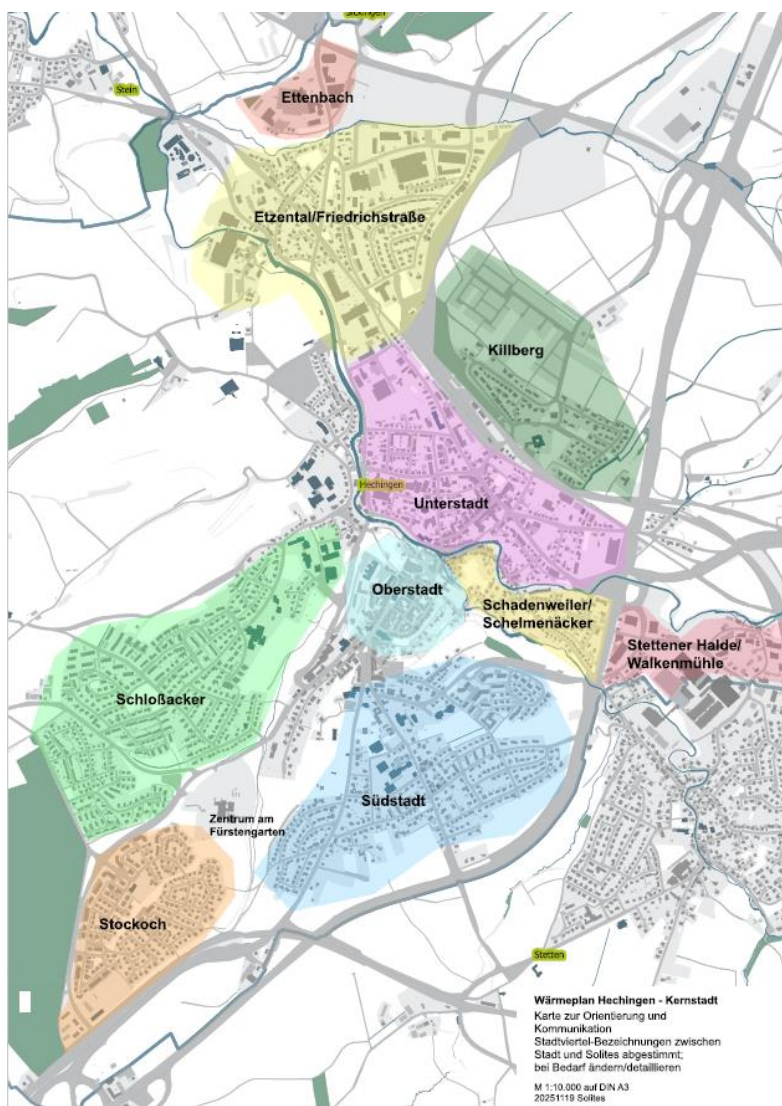 Sickingen
Stein
Ettenbach
Etzental/Friedrichstraße
Killberg
Hechingen
Unterstadt
Oberstadt
Schadenweiler/
Schelmenäcker
Stettener Halde/
Walkenmühle
Schloßacker
Südstadt
Zentrum am
Fürstengarten
Stockoch
Stetten
Wärmeplan Hechingen - Kernstadt
Karte zur Orientierung und
Kommunikation
Stadtviertel-Bezeichnungen zwischen
Stadt und Solites abgestimmt;
bei Bedarf ändern/detaillieren
M 1:10.000 auf DIN A3
20251119 Solites